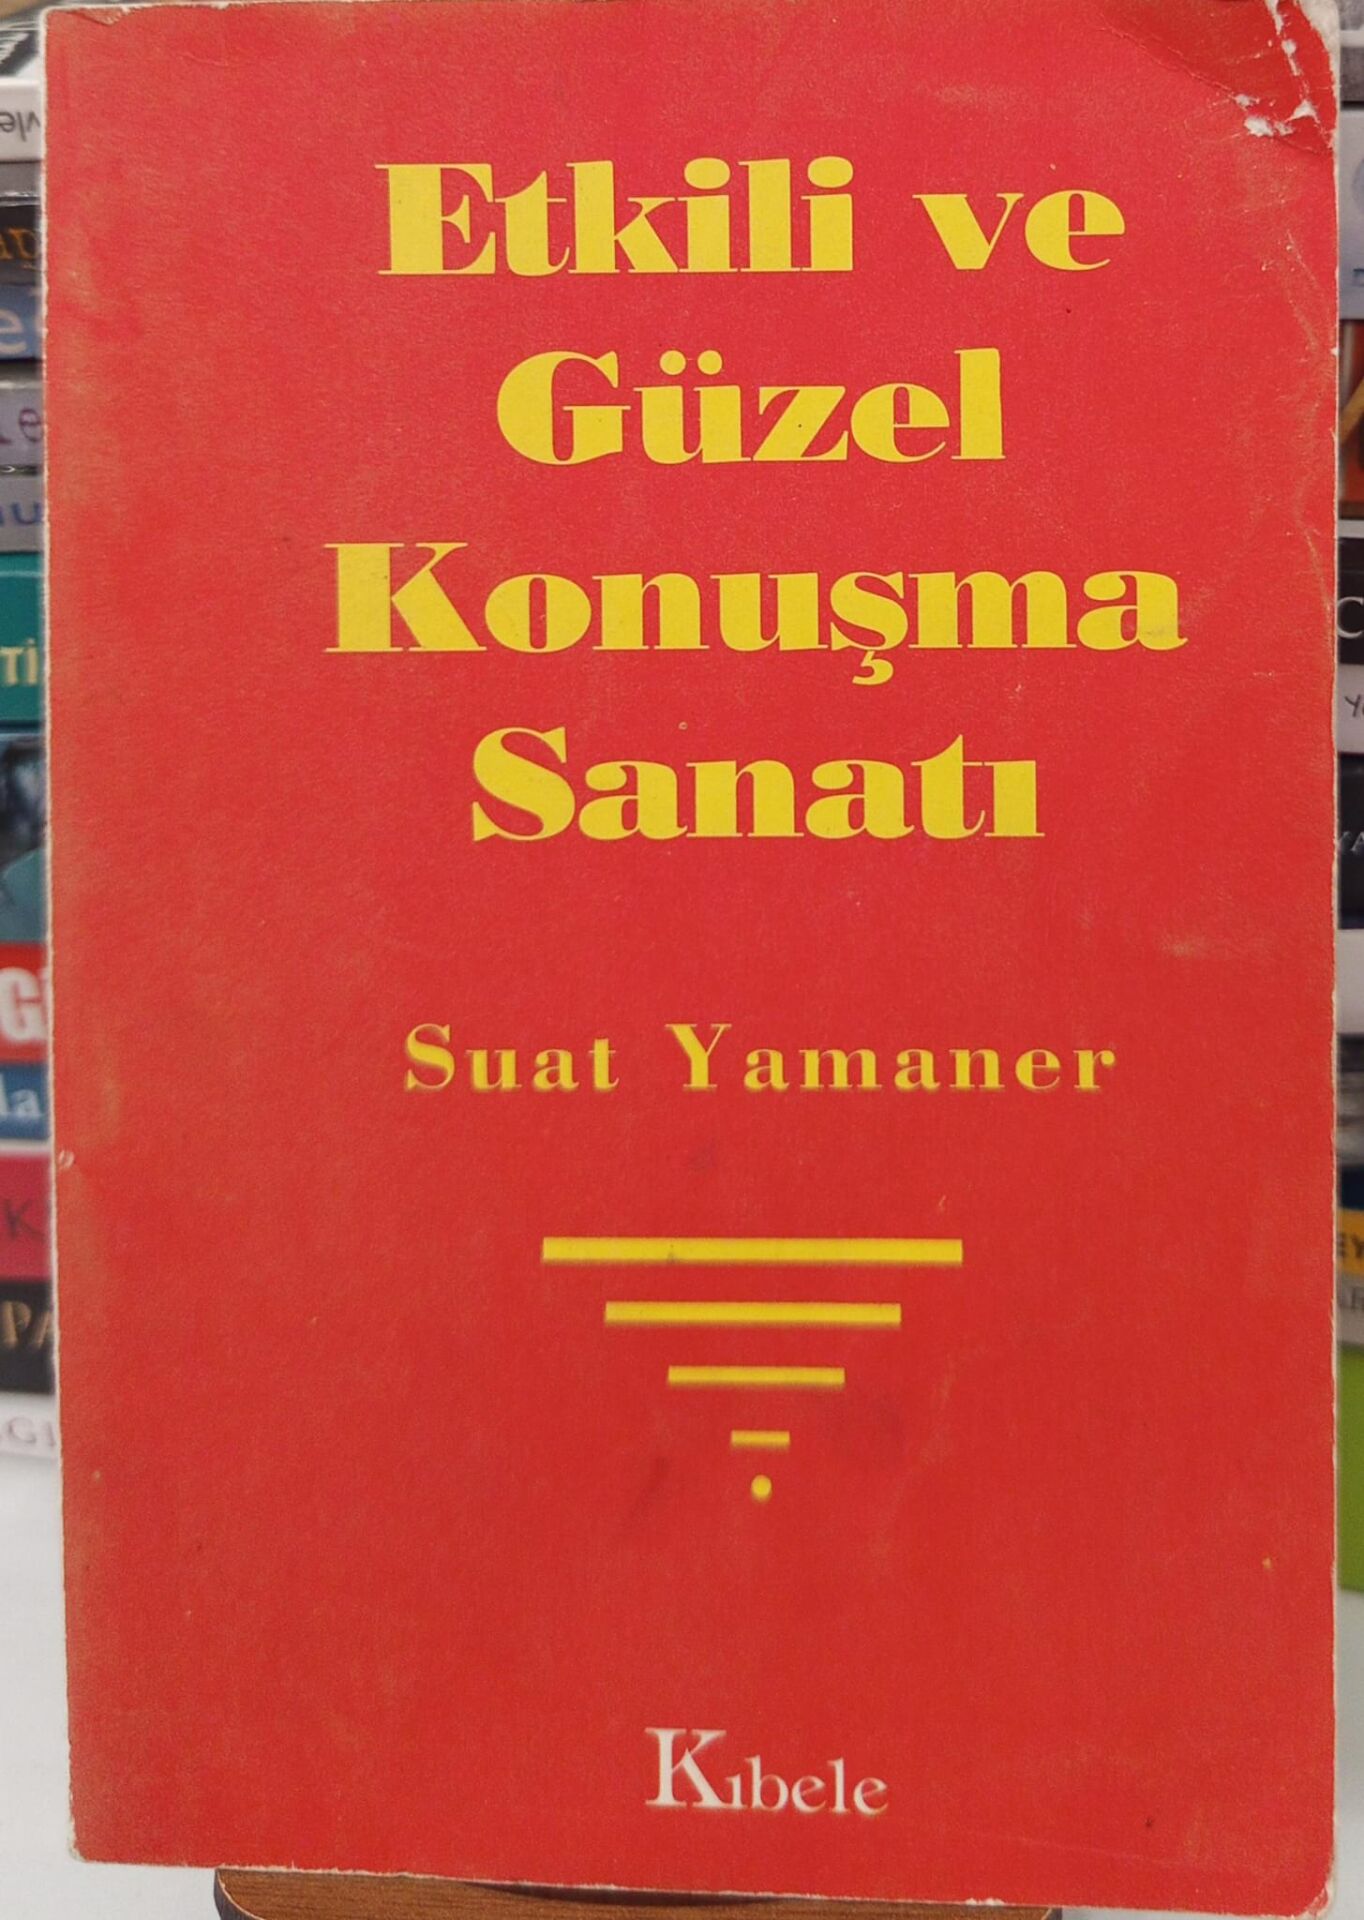 Etkili ve
Güzel
Konuşma
Sanatı
Suat Yamaner
Kıbele